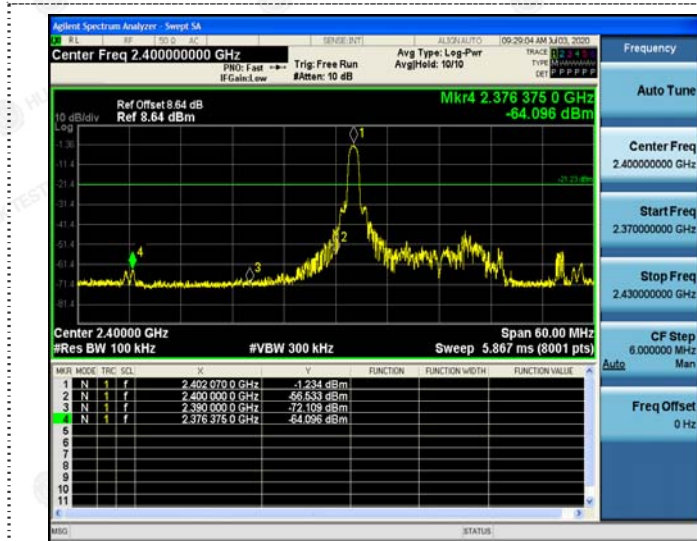 Agilent Spectrum Analyzer - Swept SA
RL RF 50 Ω AC SENSE:INT ALIGN AUTO 09:29:04 AM Jul 03, 2020
Center Freq 2.400000000 GHz
PNO: Fast
IFGain:Low
Trig: Free Run
#Atten: 10 dB
Avg Type: Log-Pwr
Avg|Hold: 10/10
TRACE 1 2 3 4 5 6
TYPE
DET P P P P P P
Mkr4 2.376 375 0 GHz
-64.096 dBm
Ref Offset 8.64 dB
Ref 8.64 dBm
10 dB/div
Log
-1.36
-11.4
-21.4
-31.4
-41.4
-51.4
-61.4
-71.4
-81.4
-21.23 dBm
1
2
3
4
Center 2.40000 GHz Span 60.00 MHz
#Res BW 100 kHz #VBW 300 kHz Sweep 5.867 ms (8001 pts)
MKR MODE TRC SCL X Y FUNCTION FUNCTION WIDTH FUNCTION VALUE
1 N 1 f 2.402 070 0 GHz -1.234 dBm
2 N 1 f 2.400 000 0 GHz -56.533 dBm
3 N 1 f 2.390 000 0 GHz -72.109 dBm
4 N 1 f 2.376 375 0 GHz -64.096 dBm
5
6
7
8
9
10
11
MSG STATUS
Frequency
Auto Tune
Center Freq
2.400000000 GHz
Start Freq
2.370000000 GHz
Stop Freq
2.430000000 GHz
CF Step
6.000000 MHz
Auto Man
Freq Offset
0 Hz